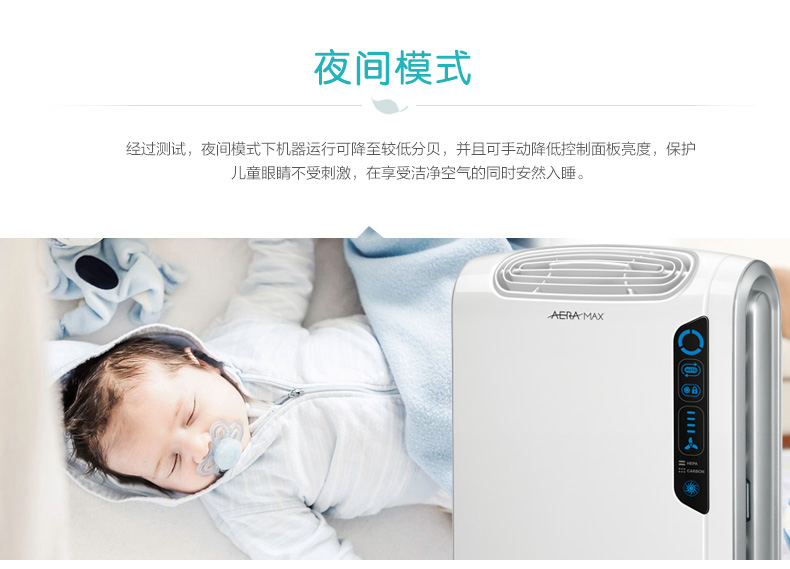 夜间模式
经过测试，夜间模式下机器运行可降至较低分贝，并且可手动降低控制面板亮度，保护
儿童眼睛不受刺激，在享受洁净空气的同时安然入睡。
AERA MAX
AUTO
HEPA
CARBON